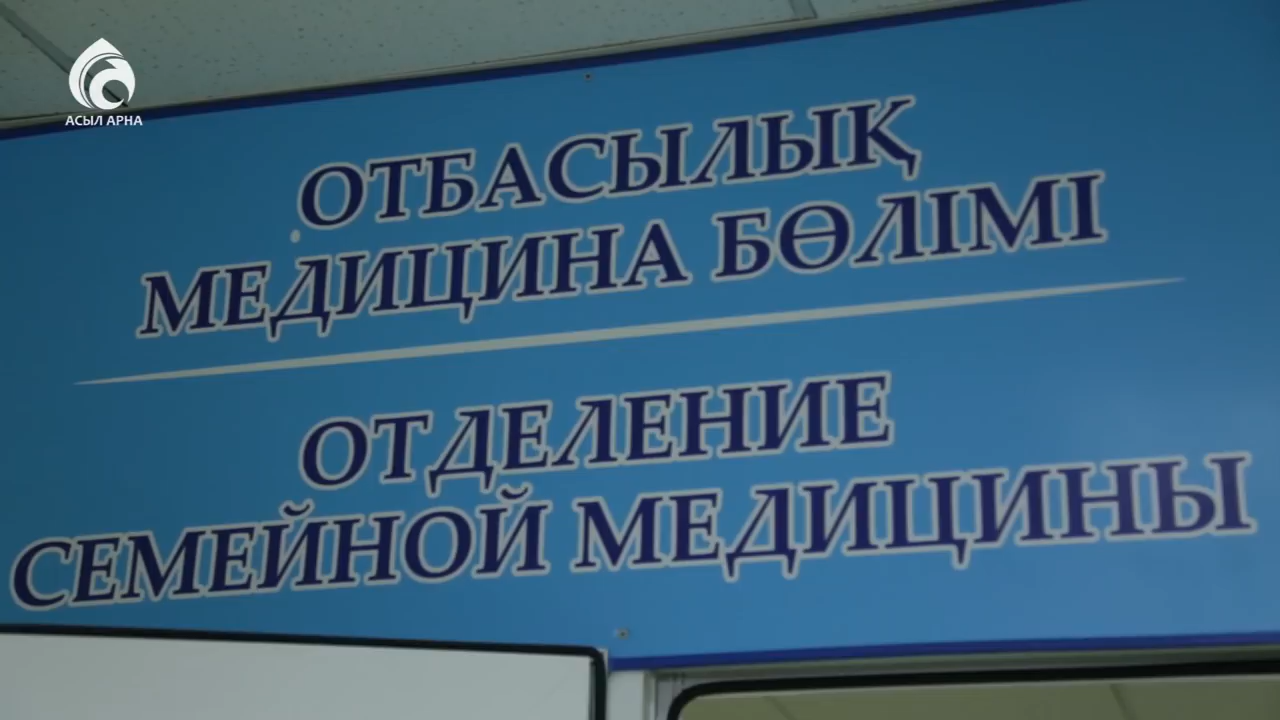 АСЫЛ АРНА
ОТБАСЫЛЫҚ
МЕДИЦИНА БӨЛІМІ
ОТДЕЛЕНИЕ
СЕМЕЙНОЙ МЕДИЦИНЫ